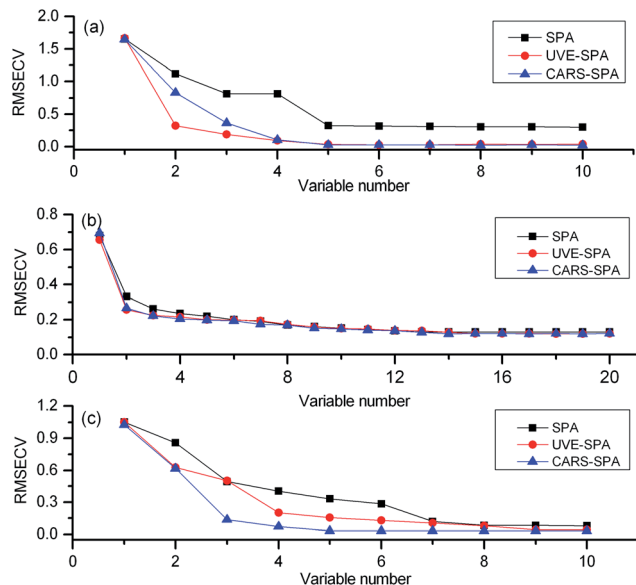 (a)
SPA
UVE-SPA
CARS-SPA
RMSECV
2.0
1.5
1.0
0.5
0.0
0 2 4 6 8 10
Variable number
(b)
SPA
UVE-SPA
CARS-SPA
RMSECV
0.8
0.6
0.4
0.2
0.0
0 4 8 12 16 20
Variable number
(c)
SPA
UVE-SPA
CARS-SPA
RMSECV
1.2
0.9
0.6
0.3
0.0
0 2 4 6 8 10
Variable number